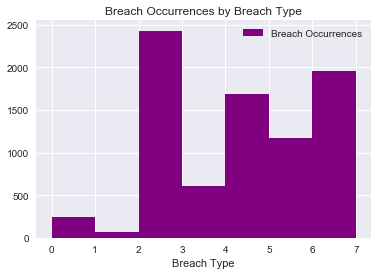 Breach Occurrences by Breach Type
Breach Occurrences
2500
2000
1500
1000
500
0
0 1 2 3 4 5 6 7
Breach Type